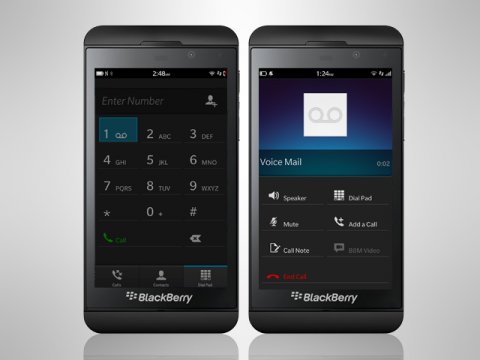 2:48AM
Enter Number
1
2 ABC
3 DEF
4 GHI
5 JKL
6 MNO
7 PQRS
8 TUV
9 WXYZ
*
0 +
#
Call
Calls
Contacts
Dial Pad
BlackBerry
1:24PM
Voice Mail
0:02
Speaker
Dial Pad
Mute
Add a Call
Call Note
BBM Video
End Call
BlackBerry